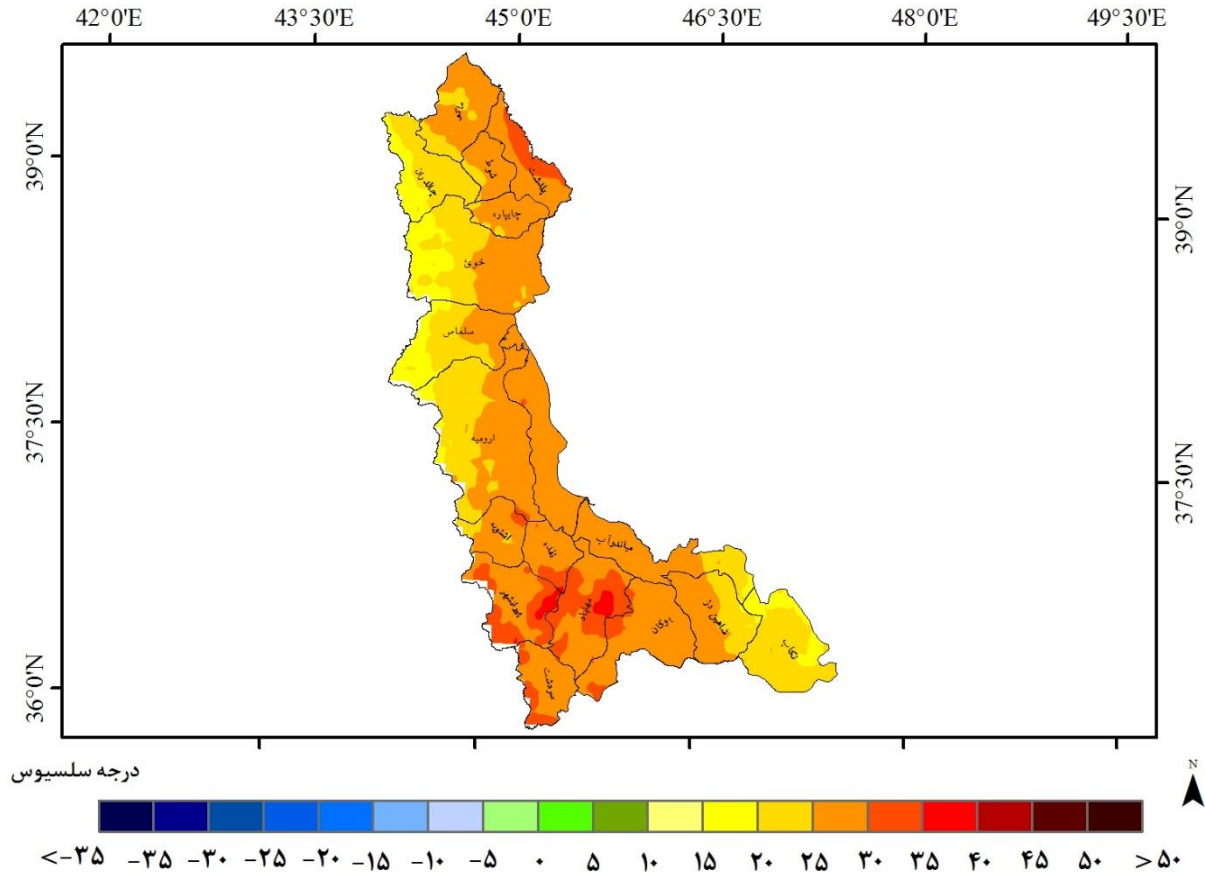 42°0'E 43°30'E 45°0'E 46°30'E 48°0'E 49°30'E
39°0'N
39°0'N
37°30'N
37°30'N
36°0'N
ماکو
شوط
پلدشت
چالدران
چایپاره
خوی
سلماس
ارومیه
اشنویه
نقده
میاندوآب
پیرانشهر
مهاباد
بوکان
شاهین دژ
تکاب
سردشت
درجه سلسیوس
N
<-۳۵ -۳۵ -۳۰ -۲۵ -۲۰ -۱۵ -۱۰ -۵ ۰ ۵ ۱۰ ۱۵ ۲۰ ۲۵ ۳۰ ۳۵ ۴۰ ۴۵ ۵۰ >۵۰